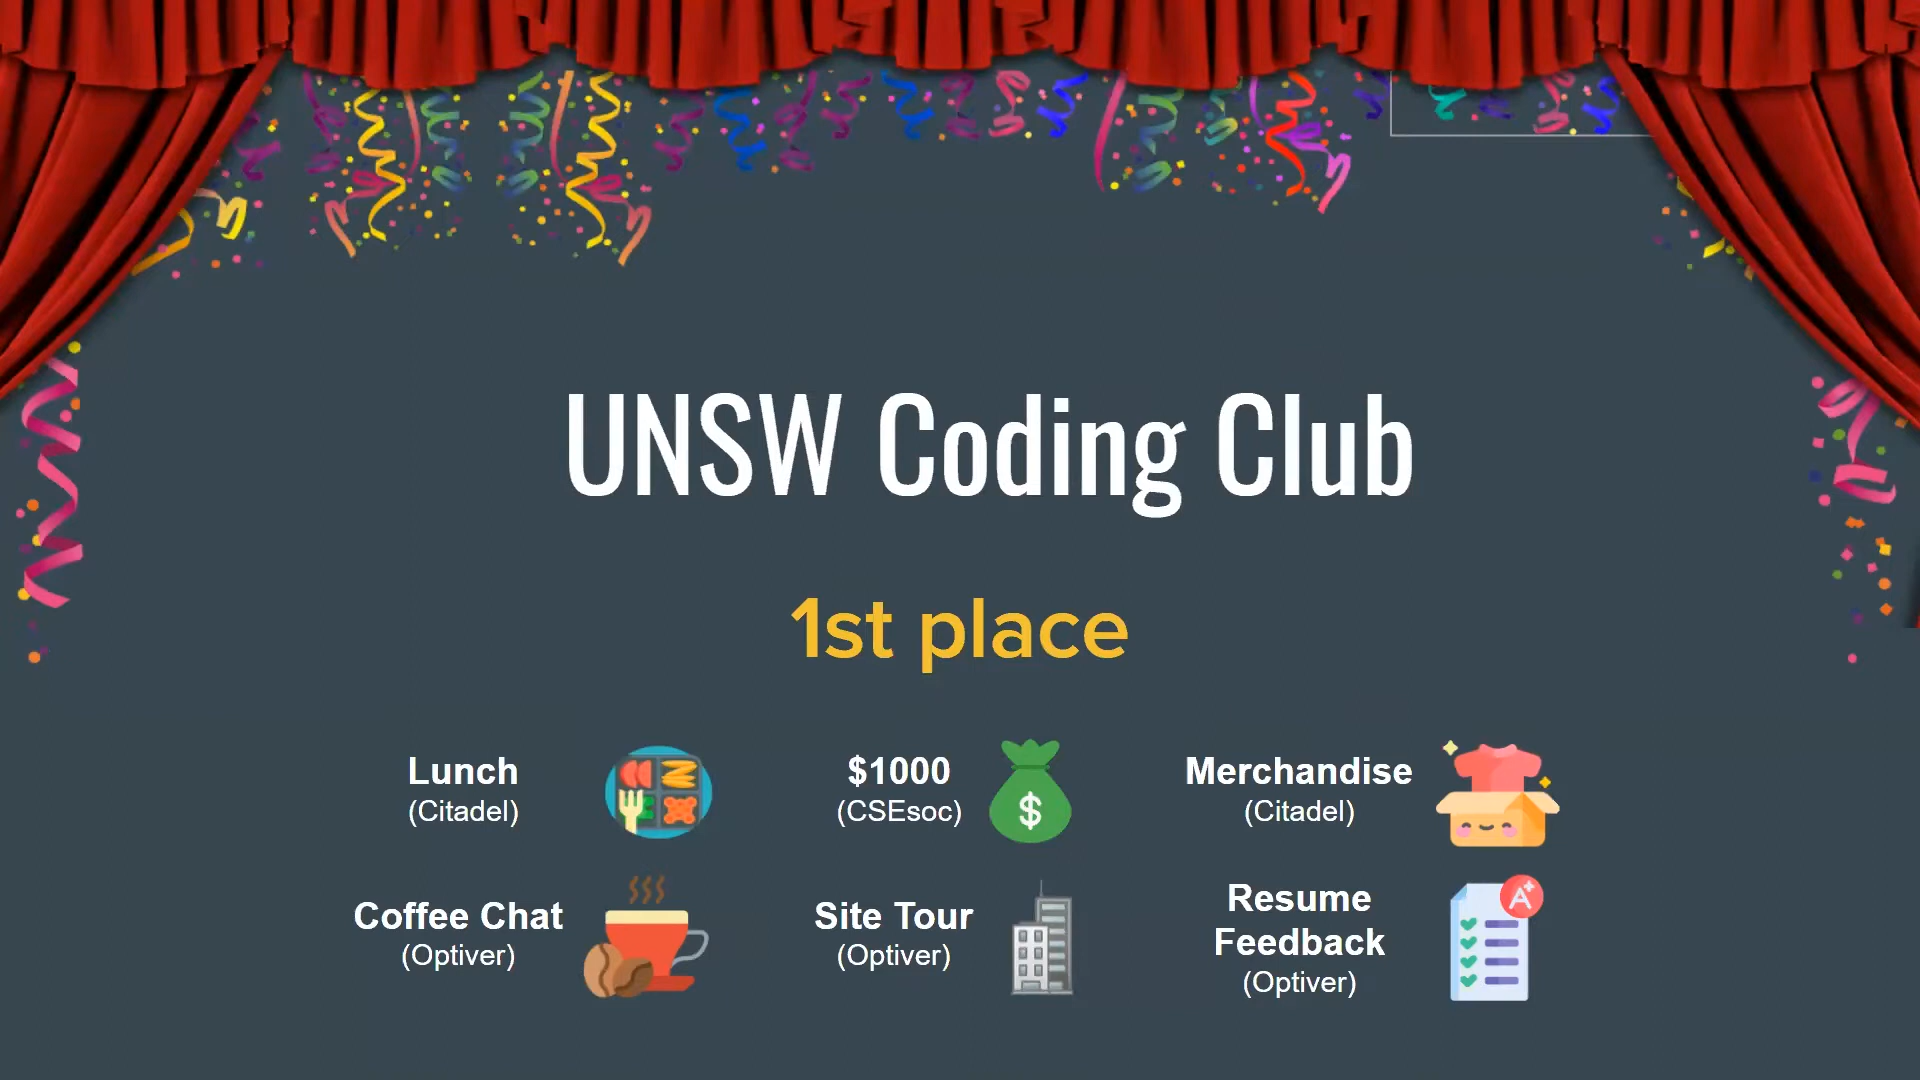 UNSW Coding Club
1st place
Lunch
(Citadel)
$1000
(CSEsoc)
$
Merchandise
(Citadel)
Coffee Chat
(Optiver)
Site Tour
(Optiver)
Resume
Feedback
(Optiver)
A+